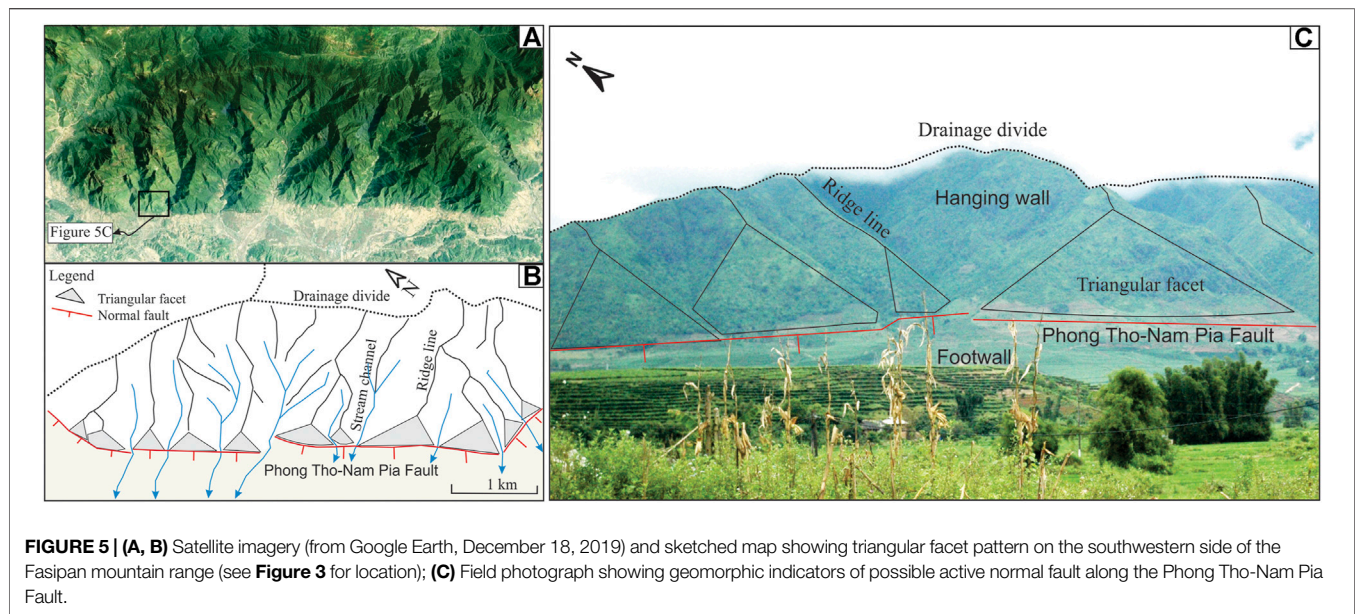 A
Figure 5C
B
N
Legend
Triangular facet
Normal fault
Drainage divide
Stream channel
Ridge line
Phong Tho-Nam Pia Fault
1 km
C
N
Drainage divide
Ridge line
Hanging wall
Triangular facet
Phong Tho-Nam Pia Fault
Footwall
FIGURE 5 | (A, B) Satellite imagery (from Google Earth, December 18, 2019) and sketched map showing triangular facet pattern on the southwestern side of the
Fasipan mountain range (see Figure 3 for location); (C) Field photograph showing geomorphic indicators of possible active normal fault along the Phong Tho-Nam Pia
Fault.